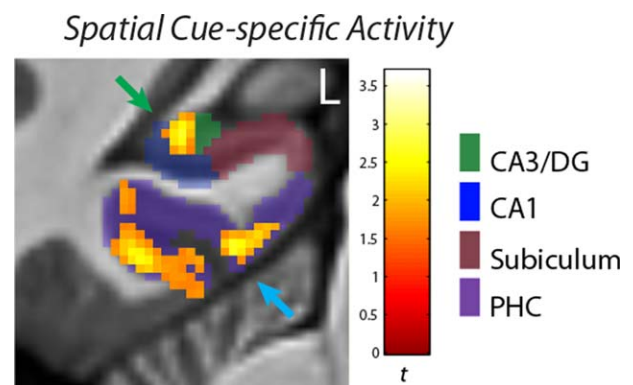 Spatial Cue-specific Activity
L
3.5
3
2.5
2
1.5
1
0.5
0
t
CA3/DG
CA1
Subiculum
PHC